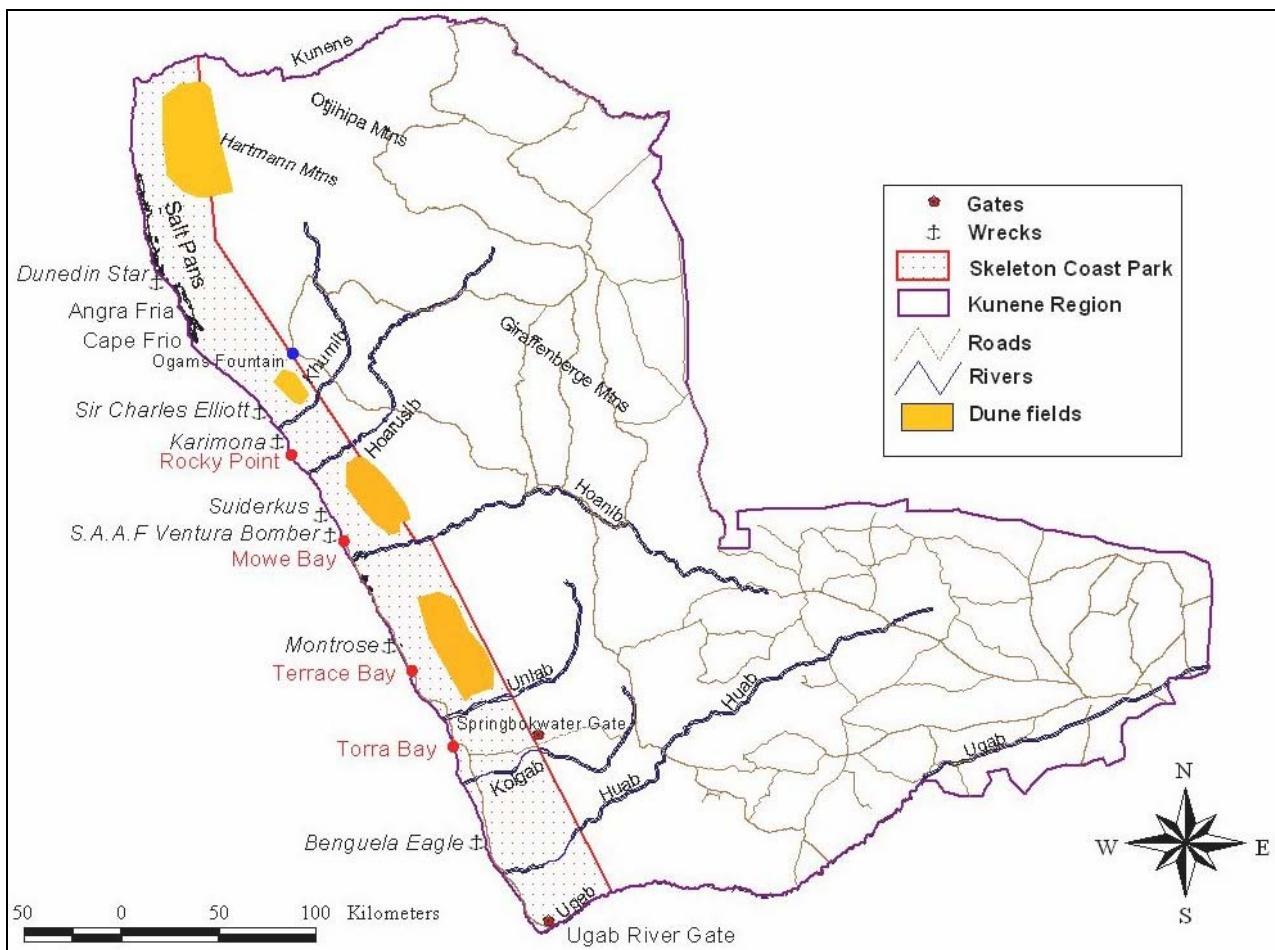 Kunene
Otjihipa Mtns
Hartmann Mtns
Salt Pans
Dunedin Star
Angra Fria
Cape Frio
Ogams Fountain
Khumib
Giraffenberge Mtns
Sir Charles Elliott
Karimona
Rocky Point
Hoarusib
Suiderkus
Hoanib
S.A.A.F Ventura Bomber
Mowe Bay
Montrose
Terrace Bay
Unlab
Huab
Springbokwater Gate
Torra Bay
Koigab
Huab
Ugab
Benguela Eagle
Ugab
Ugab River Gate
Gates
Wrecks
Skeleton Coast Park
Kunene Region
Roads
Rivers
Dune fields
N
W E
S
50 0 50 100 Kilometers